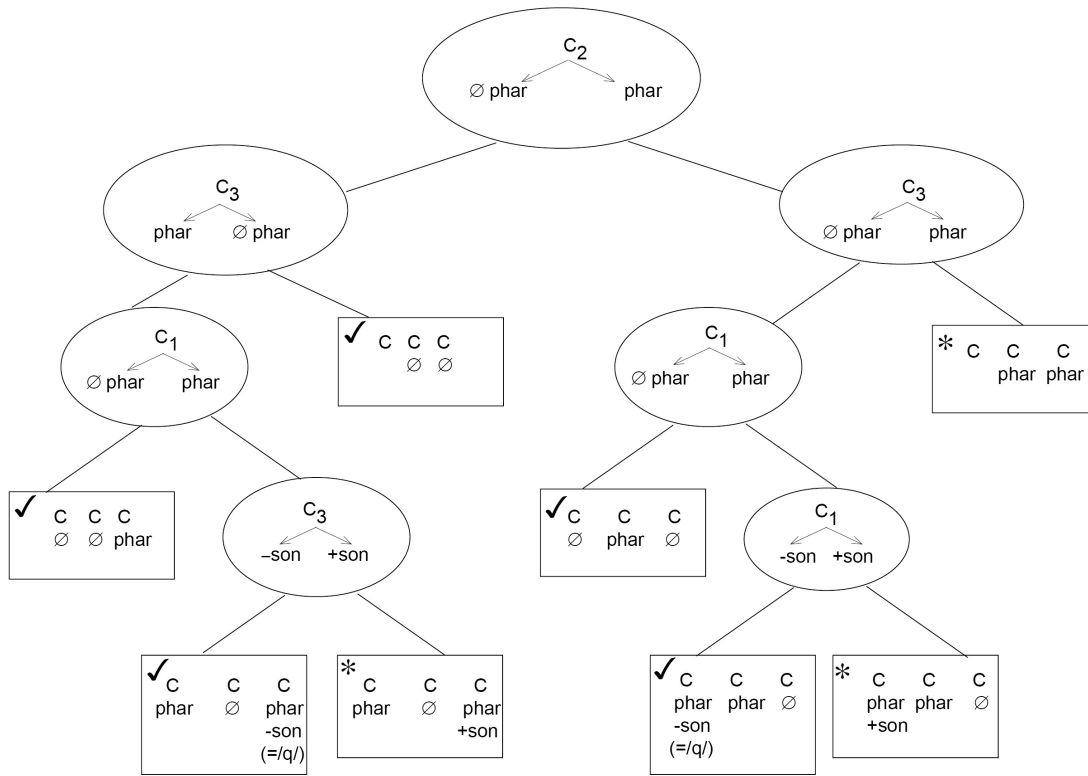 C2
∅ phar phar
C3
phar ∅ phar
C3
∅ phar phar
C1
∅ phar phar
✓ C C C
∅ ∅
C1
∅ phar phar
* C C C
phar phar
✓ C C C
∅ ∅ phar
C3
–son +son
✓ C C C
∅ phar ∅
C1
-son +son
✓ C C C
phar ∅ phar
-son
(=/q/)
* C C C
phar ∅ phar
+son
✓ C C C
phar phar ∅
-son
(=/q/)
* C C C
phar phar ∅
+son